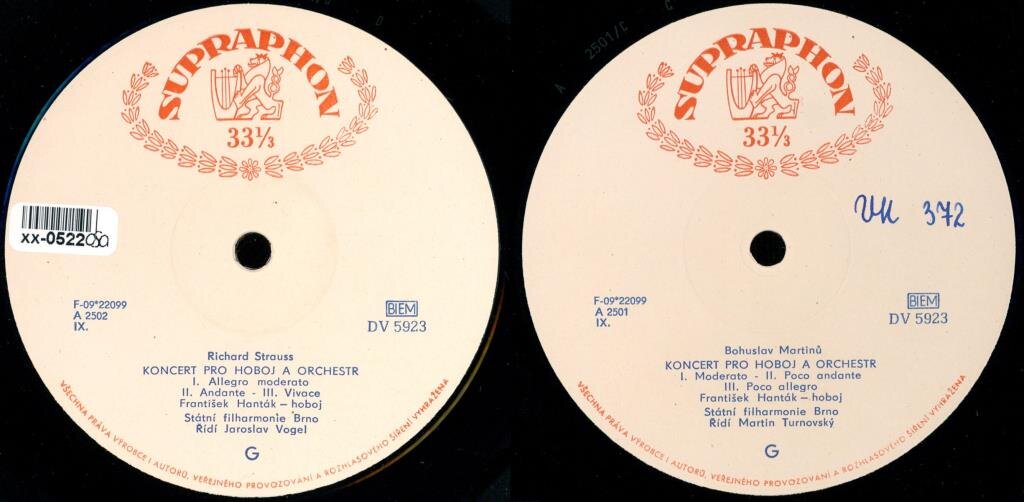 SUPRAPHON
33⅓
xx-0522
F-09*22099
A 2502
IX.
BIEM
DV 5923
Richard Strauss
KONCERT PRO HOBOJ A ORCHESTR
I. Allegro moderato
II. Andante - III. Vivace
František Hanták – hoboj
Státní filharmonie Brno
Řídí Jaroslav Vogel
G
VŠECHNA PRÁVA VÝROBCE I AUTORŮ, VEŘEJNÉHO PROVOZOVÁNÍ A ROZHLASOVÉHO ŠÍŘENÍ VYHRAŽENA
2501/C
SUPRAPHON
33⅓
VK 372
F-09*22099
A 2501
IX.
BIEM
DV 5923
Bohuslav Martinů
KONCERT PRO HOBOJ A ORCHESTR
I. Moderato - II. Poco andante
III. Poco allegro
František Hanták – hoboj
Státní filharmonie Brno
Řídí Martin Turnovský
G
VŠECHNA PRÁVA VÝROBCE I AUTORŮ, VEŘEJNÉHO PROVOZOVÁNÍ A ROZHLASOVÉHO ŠÍŘENÍ VYHRAŽENA